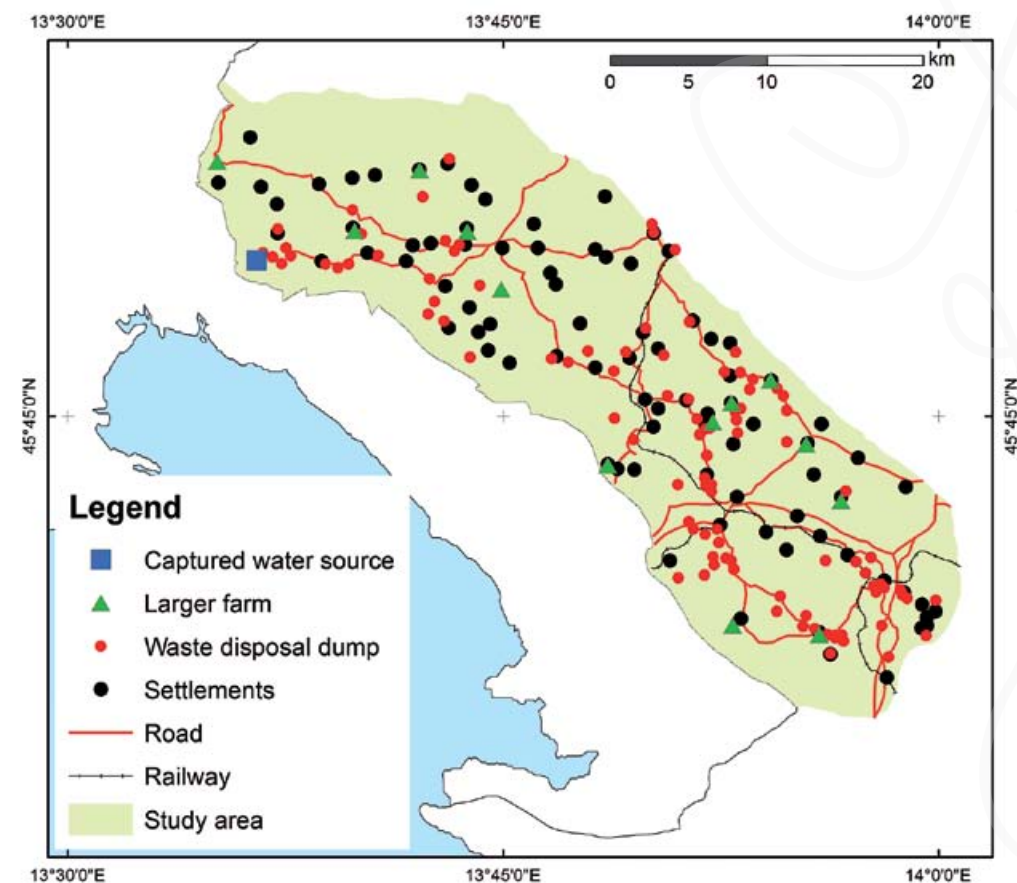 13°30'0"E 13°45'0"E 14°0'0"E
km
0 5 10 20
45°45'0"N 45°45'0"N
Legend
Captured water source
Larger farm
Waste disposal dump
Settlements
Road
Railway
Study area
13°30'0"E 13°45'0"E 14°0'0"E